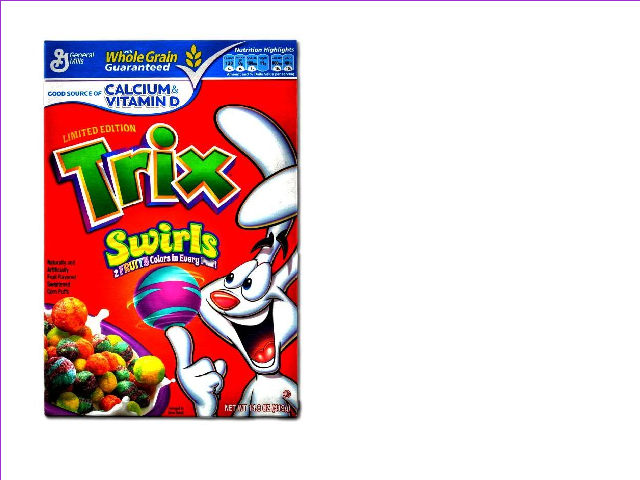 General
Mills
Whole Grain
Guaranteed
Nutrition Highlights
GOOD SOURCE OF CALCIUM &
VITAMIN D
LIMITED EDITION
Trix
Swirls
2 FRUITY Colors in Every
Naturally and
Artificially
Fruit Flavored
Sweetened
Corn Puffs
NET WT